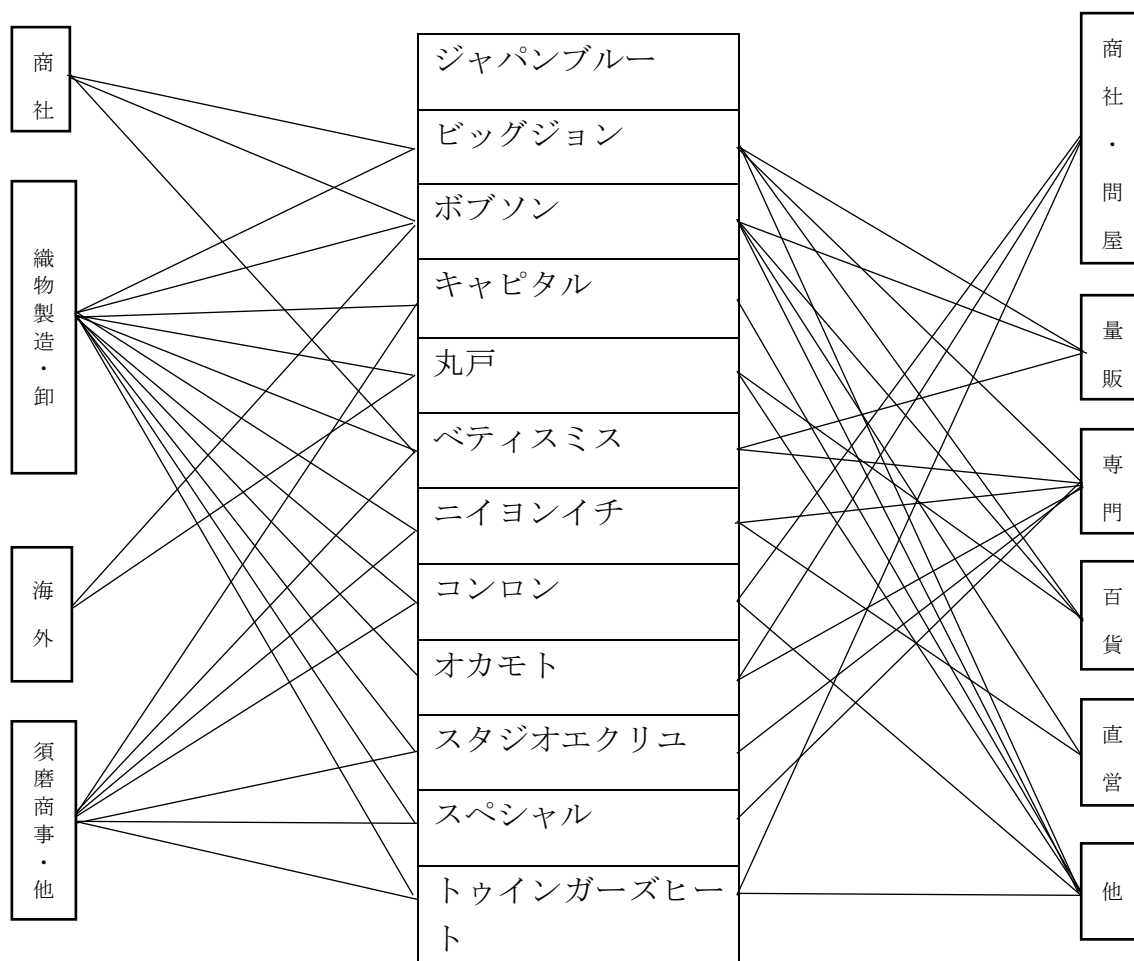 商社
織物製造・卸
海外
須磨商事・他
ジャパンブルー
ビッグジョン
ボブソン
キャピタル
丸戸
ベティスミス
ニイヨンイチ
コンロン
オカモト
スタジオエクリユ
スペシャル
トゥインガーズヒー
ト
商社・問屋
量販
専門
百貨
直営
他